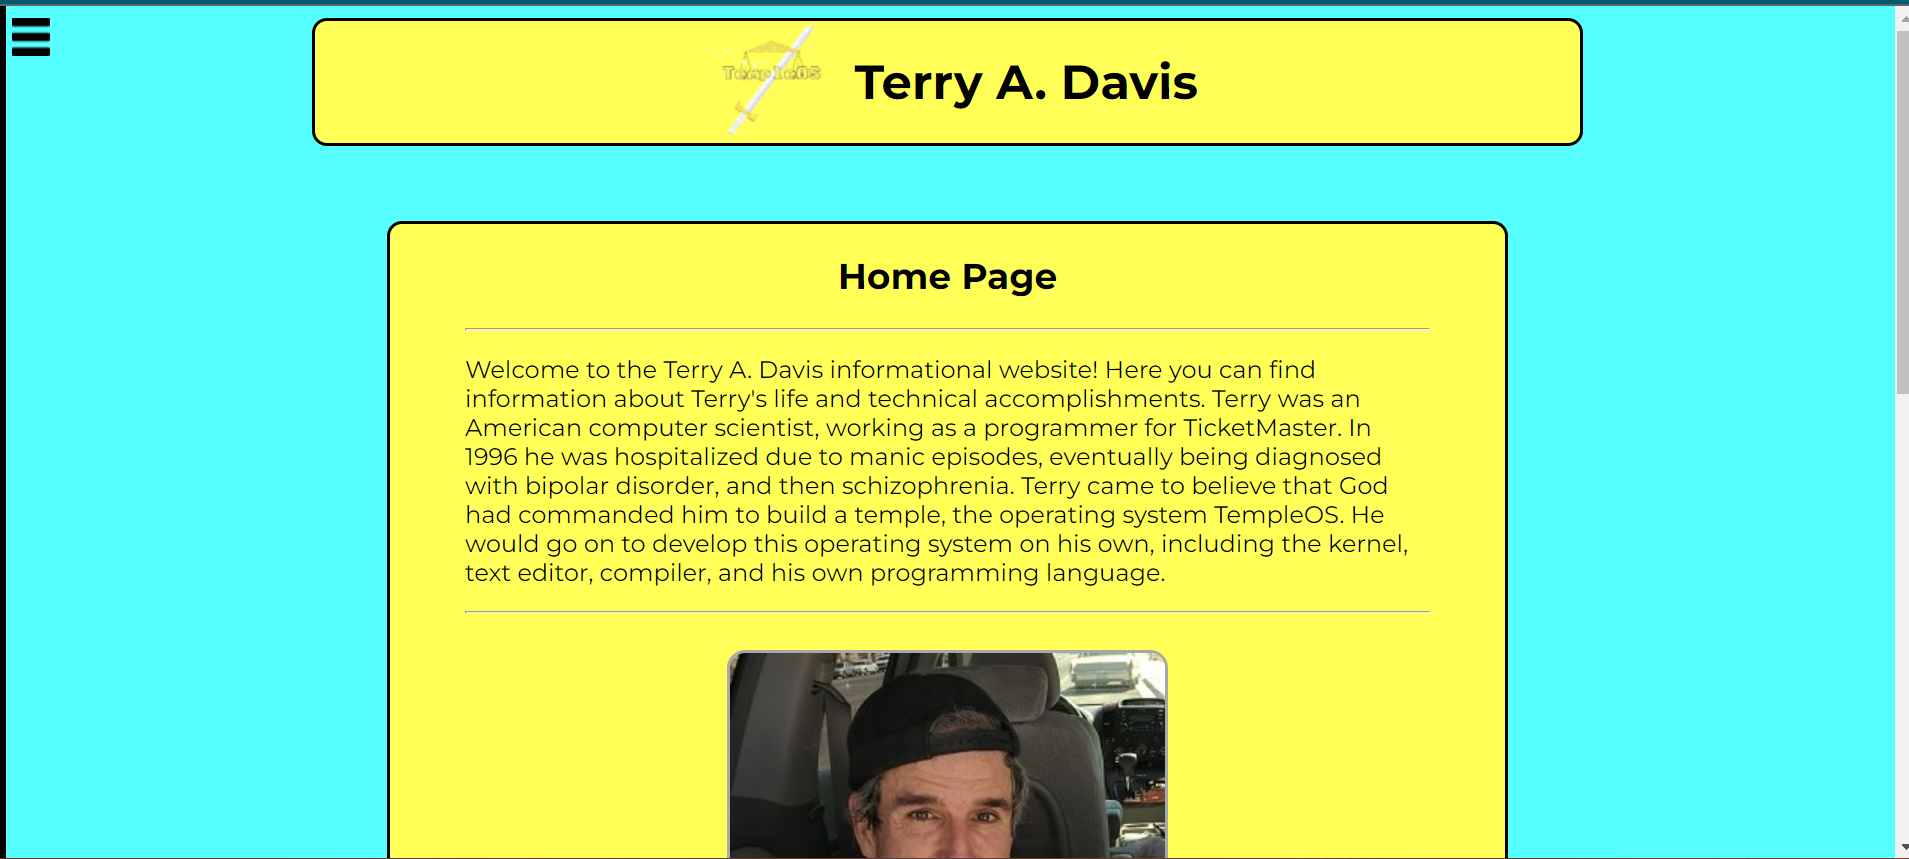 TempleOS
Terry A. Davis
Home Page
Welcome to the Terry A. Davis informational website! Here you can find
information about Terry's life and technical accomplishments. Terry was an
American computer scientist, working as a programmer for TicketMaster. In
1996 he was hospitalized due to manic episodes, eventually being diagnosed
with bipolar disorder, and then schizophrenia. Terry came to believe that God
had commanded him to build a temple, the operating system TempleOS. He
would go on to develop this operating system on his own, including the kernel,
text editor, compiler, and his own programming language.